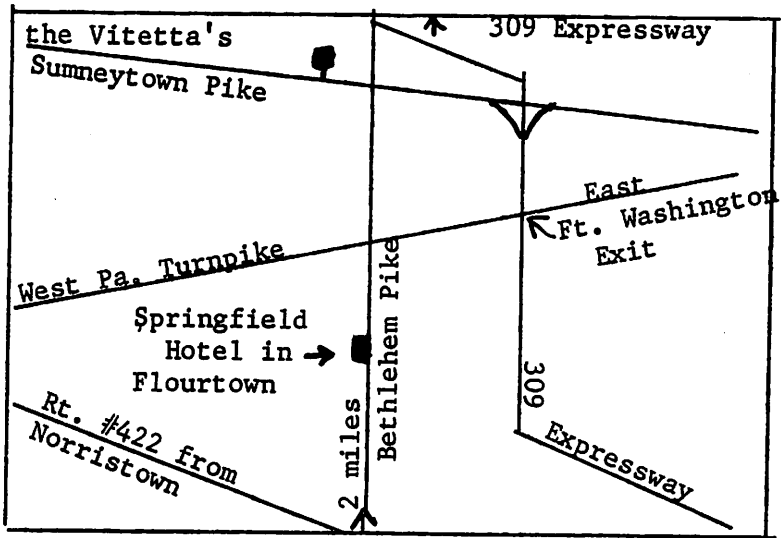 the Vitetta's
309 Expressway
Sumneytown Pike
East
Ft. Washington
Exit
West Pa. Turnpike
Springfield
Hotel in
Flourtown
Bethlehem Pike
2 miles
309
Expressway
Rt. #422 from
Norristown